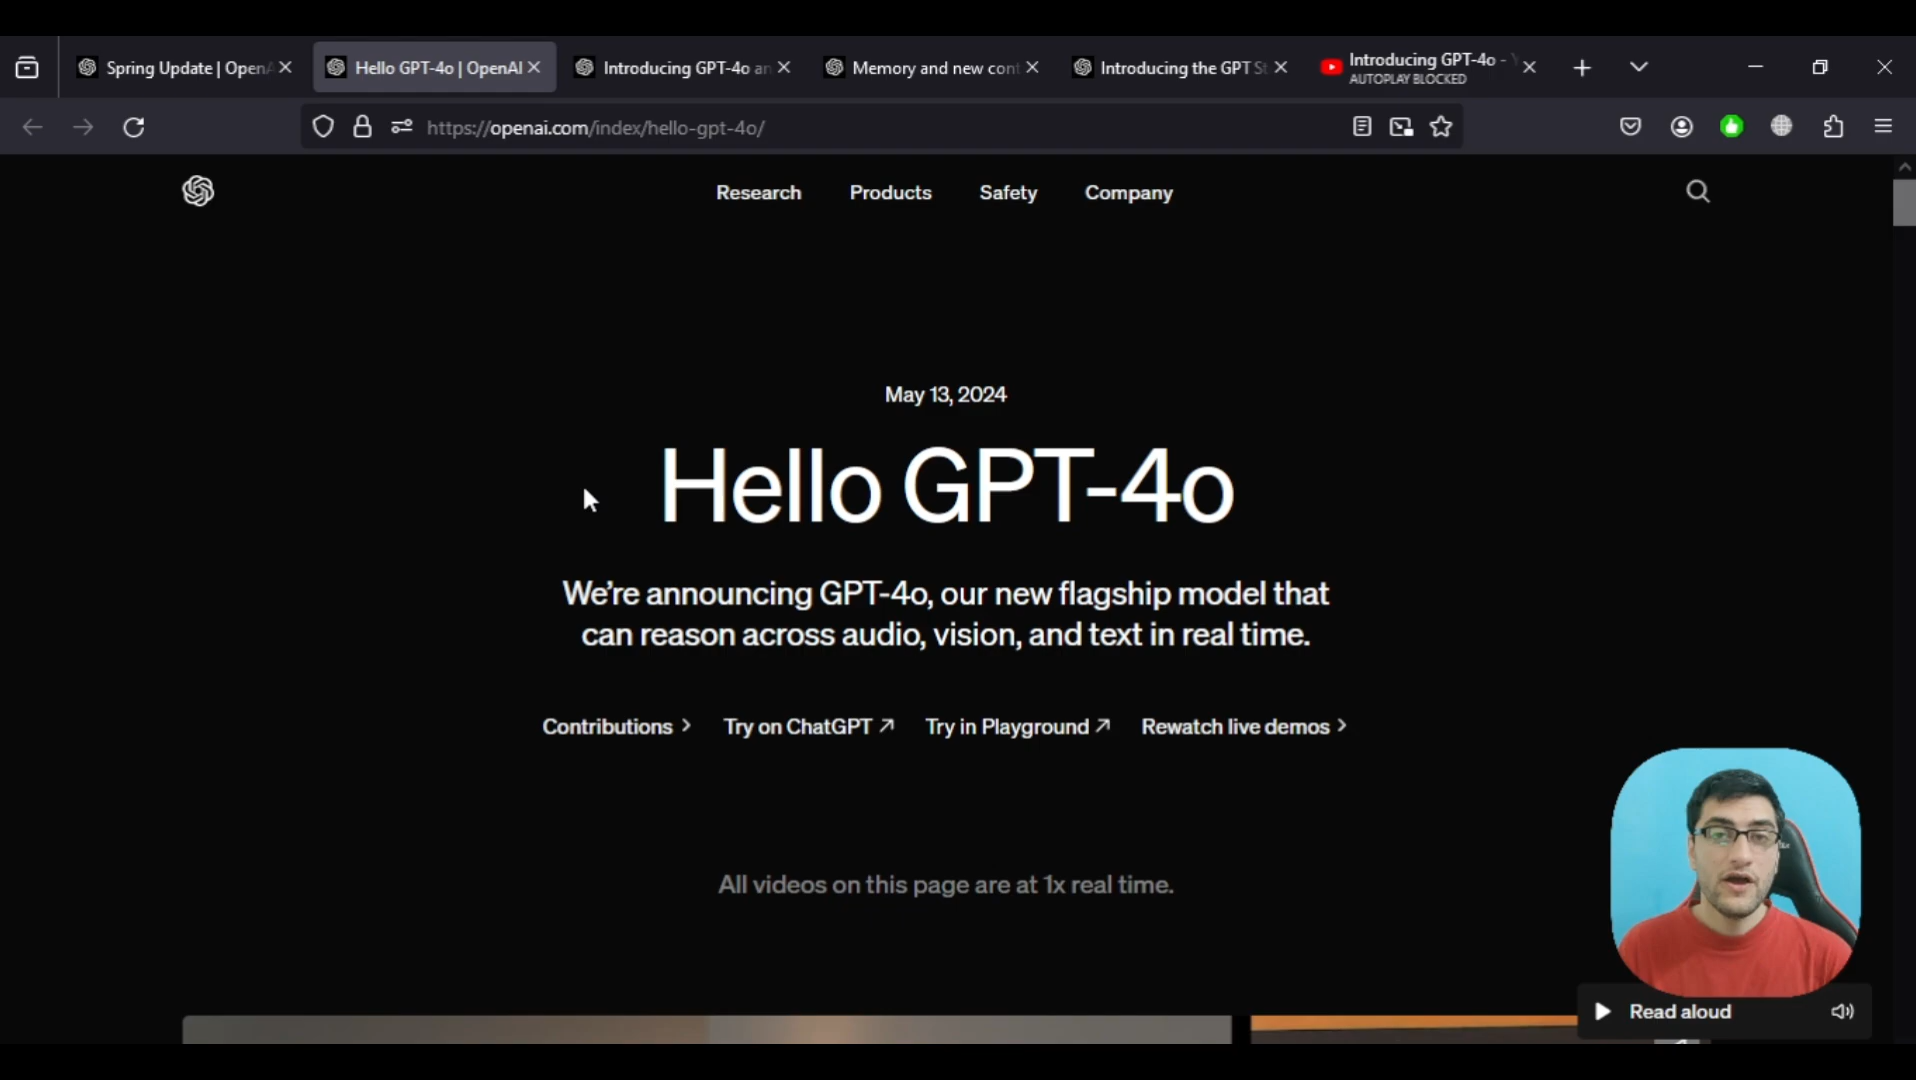 Spring Update | OpenA
Hello GPT-4o | OpenAI
Introducing GPT-4o an
Memory and new cont
Introducing the GPT St
Introducing GPT-4o - Y
AUTOPLAY BLOCKED
https://openai.com/index/hello-gpt-4o/
Research
Products
Safety
Company
May 13, 2024
Hello GPT-4o
We’re announcing GPT-4o, our new flagship model that
can reason across audio, vision, and text in real time.
Contributions
Try on ChatGPT
Try in Playground
Rewatch live demos
All videos on this page are at 1x real time.
Read aloud